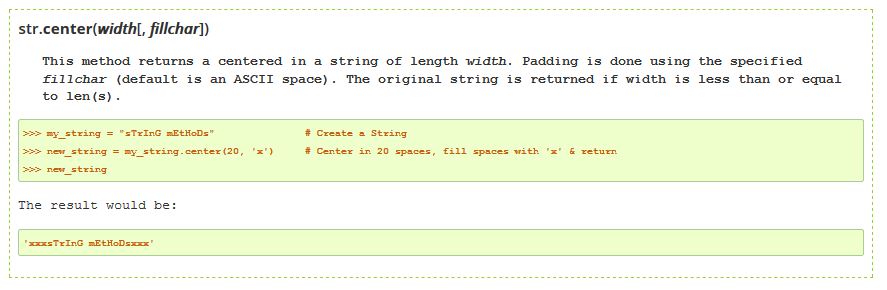 str.center(width[, fillchar])
This method returns a centered in a string of length width. Padding is done using the specified
fillchar (default is an ASCII space). The original string is returned if width is less than or equal
to len(s).
>>> my_string = "sTrInG mEtHoDs" # Create a String
>>> new_string = my_string.center(20, 'x') # Center in 20 spaces, fill spaces with 'x' & return
>>> new_string
The result would be:
'xxxsTrInG mEtHoDsxxx'